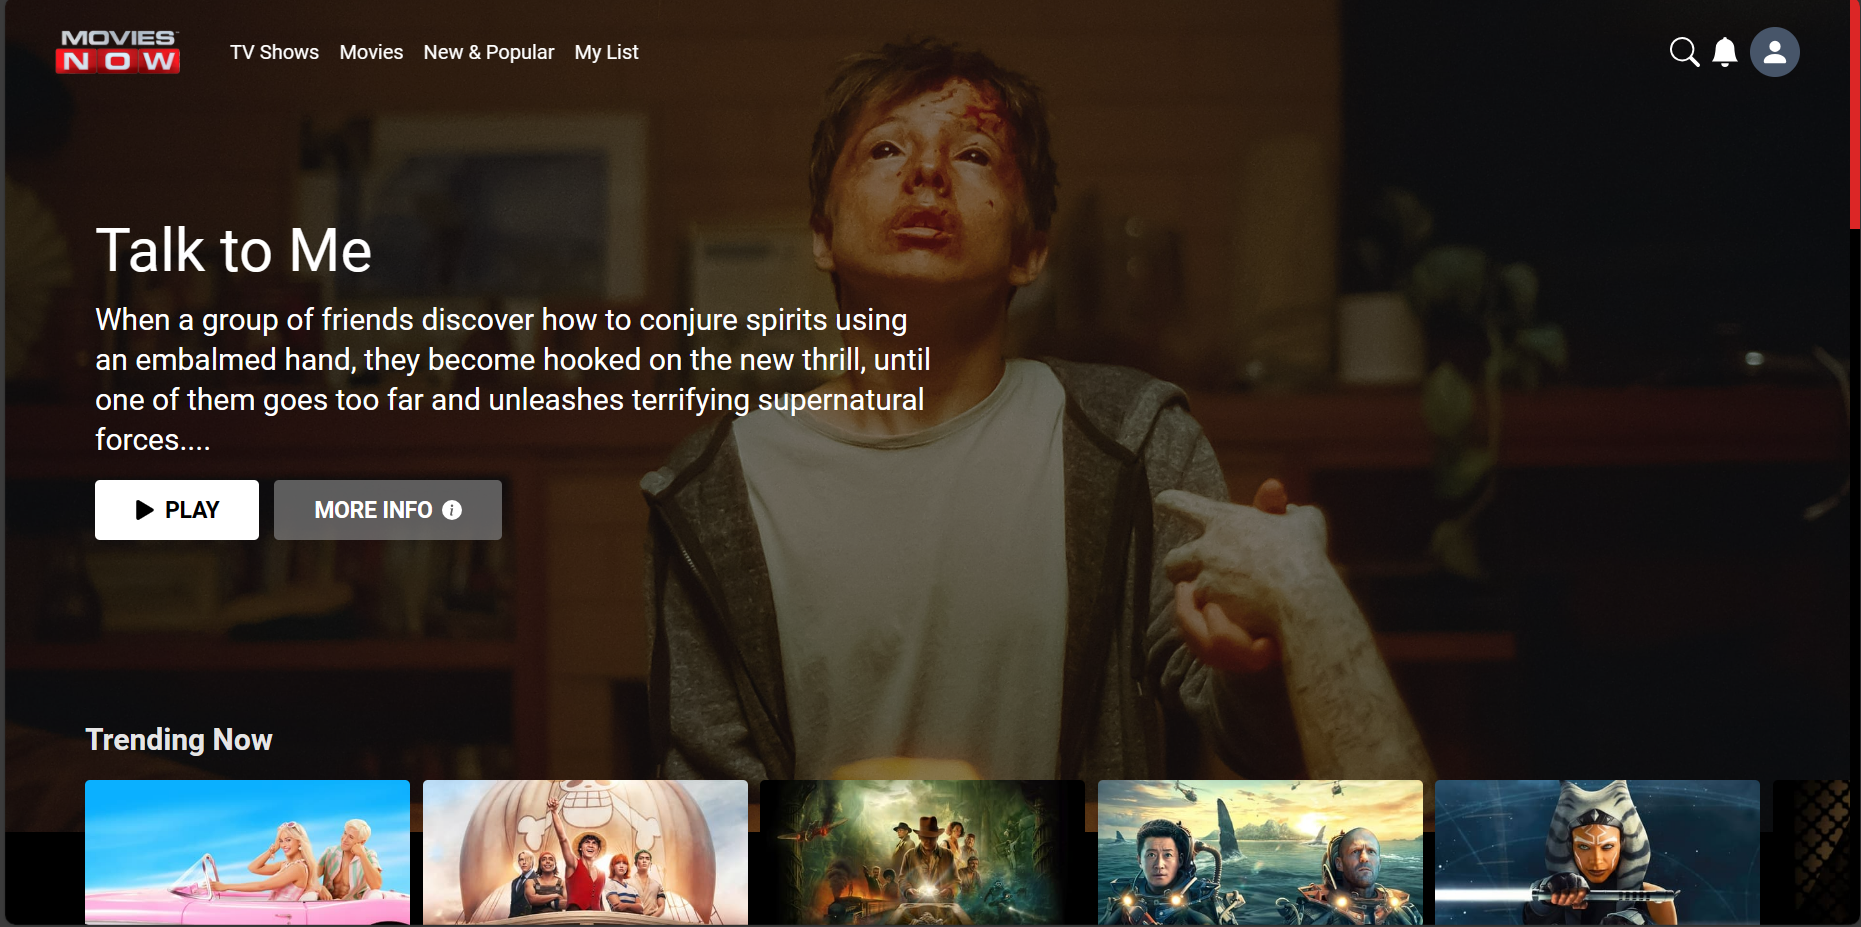 MOVIES
NOW
TV Shows Movies New & Popular My List
Talk to Me
When a group of friends discover how to conjure spirits using
an embalmed hand, they become hooked on the new thrill, until
one of them goes too far and unleashes terrifying supernatural
forces....
PLAY MORE INFO i
Trending Now